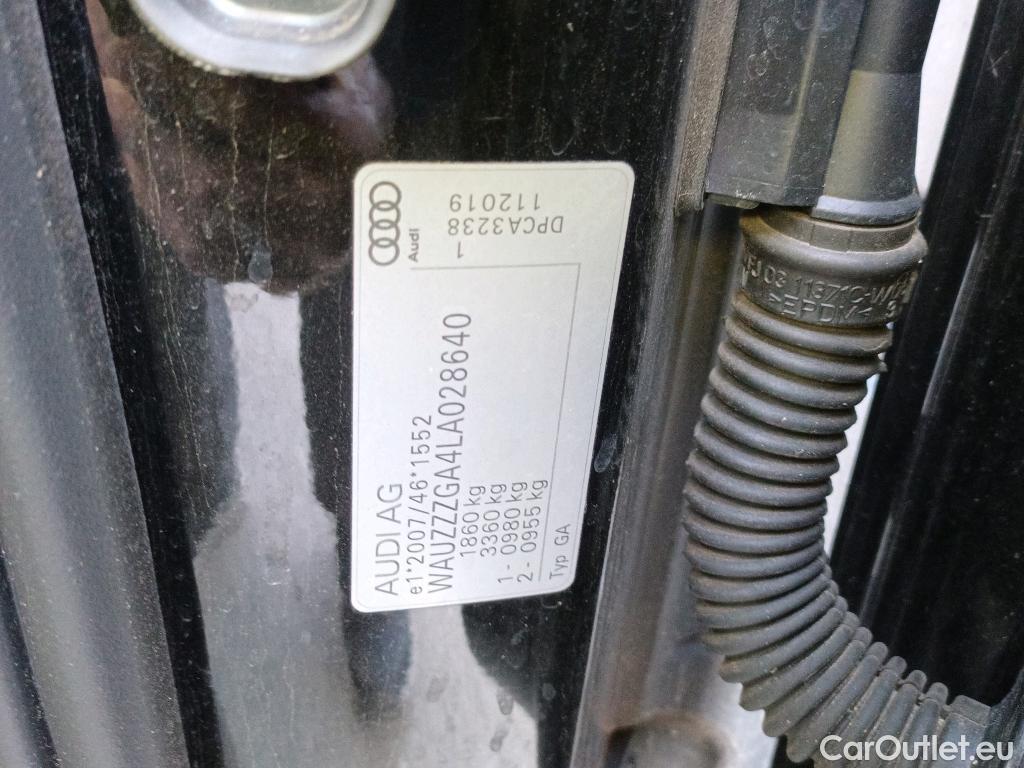 AUDI AG
e1*2007/46*1552
WAUZZZGA4LA028640
1860 kg
3360 kg
1 - 0980 kg
2 - 0955 kg
Typ GA
Audi
1
DPCA3238
112019
>EPDM<
CarOutlet.eu